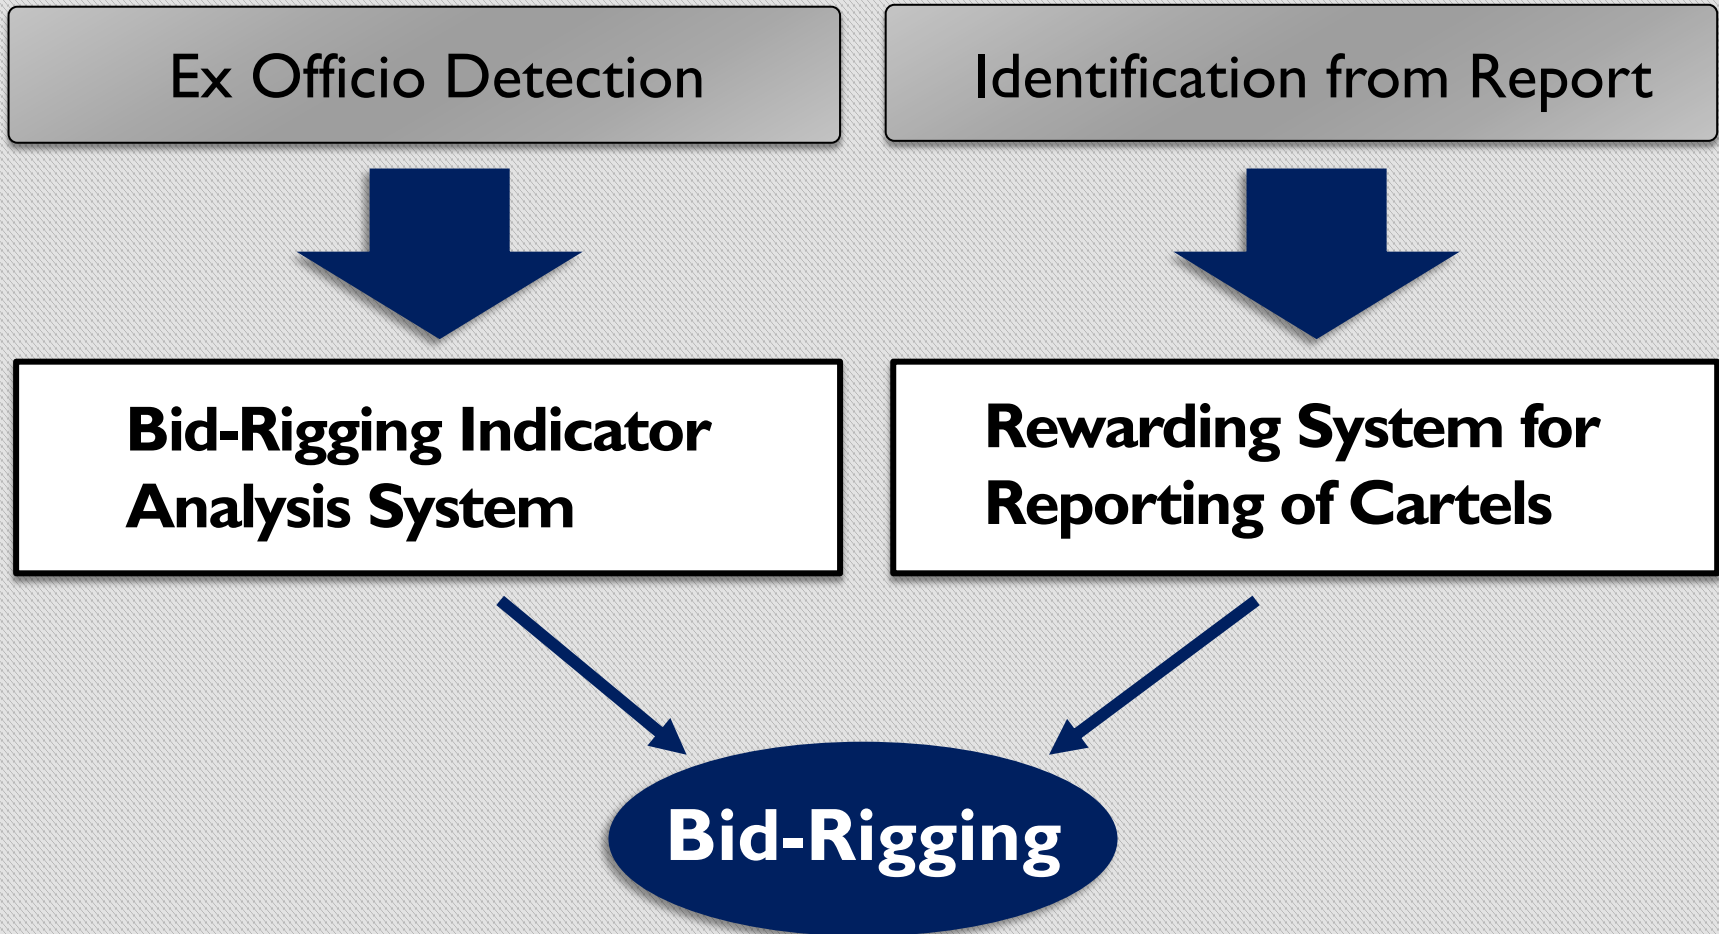 Ex Officio Detection
Identification from Report
Bid-Rigging Indicator
Analysis System
Rewarding System for
Reporting of Cartels
Bid-Rigging